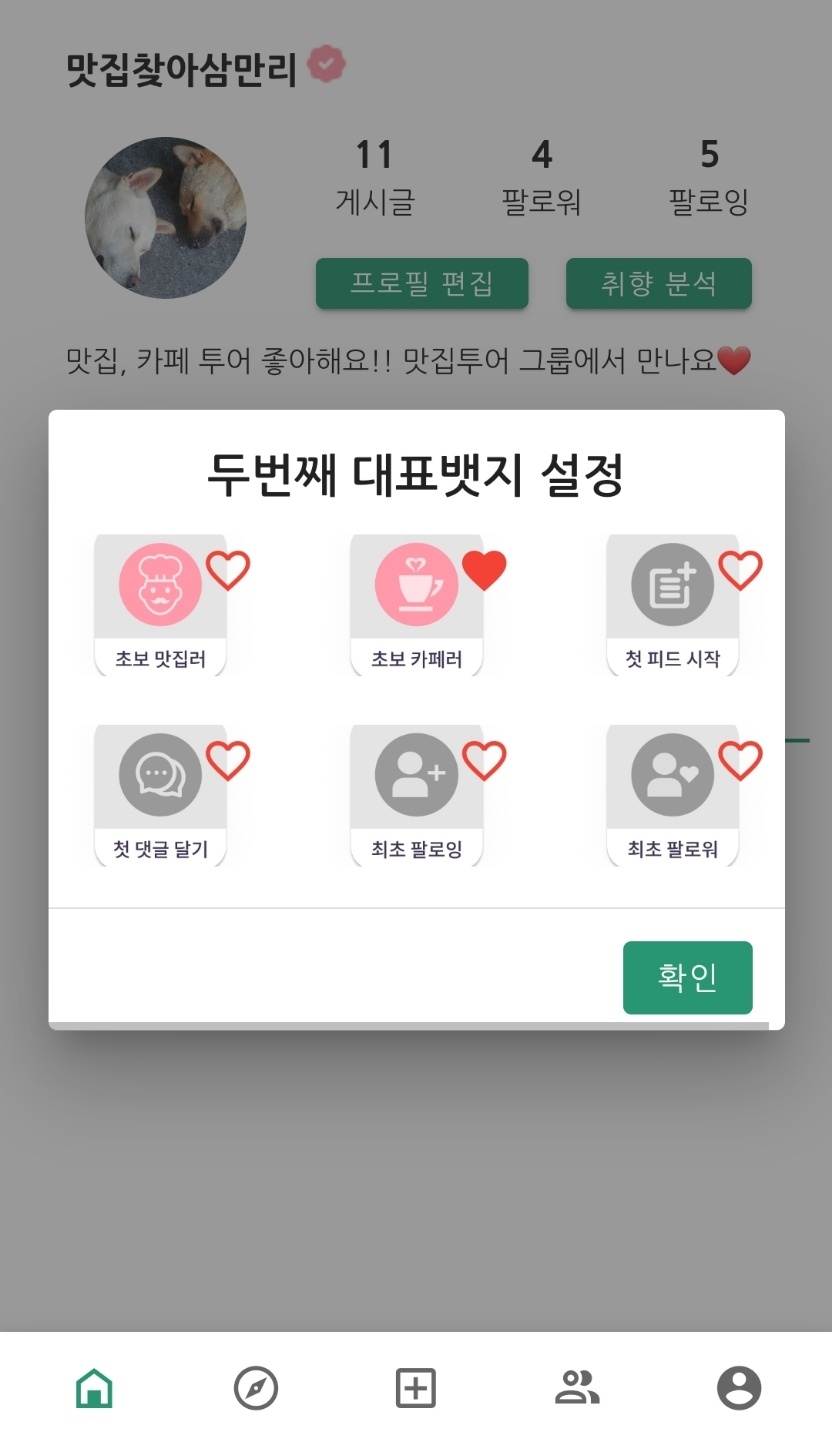 맛집찾아삼만리
11 4 5
게시글 팔로워 팔로잉
프로필 편집 취향 분석
맛집, 카페 투어 좋아해요!! 맛집투어 그룹에서 만나요❤️
두번째 대표뱃지 설정
초보 맛집러 초보 카페러 첫 피드 시작
첫 댓글 달기 최초 팔로잉 최초 팔로워
확인